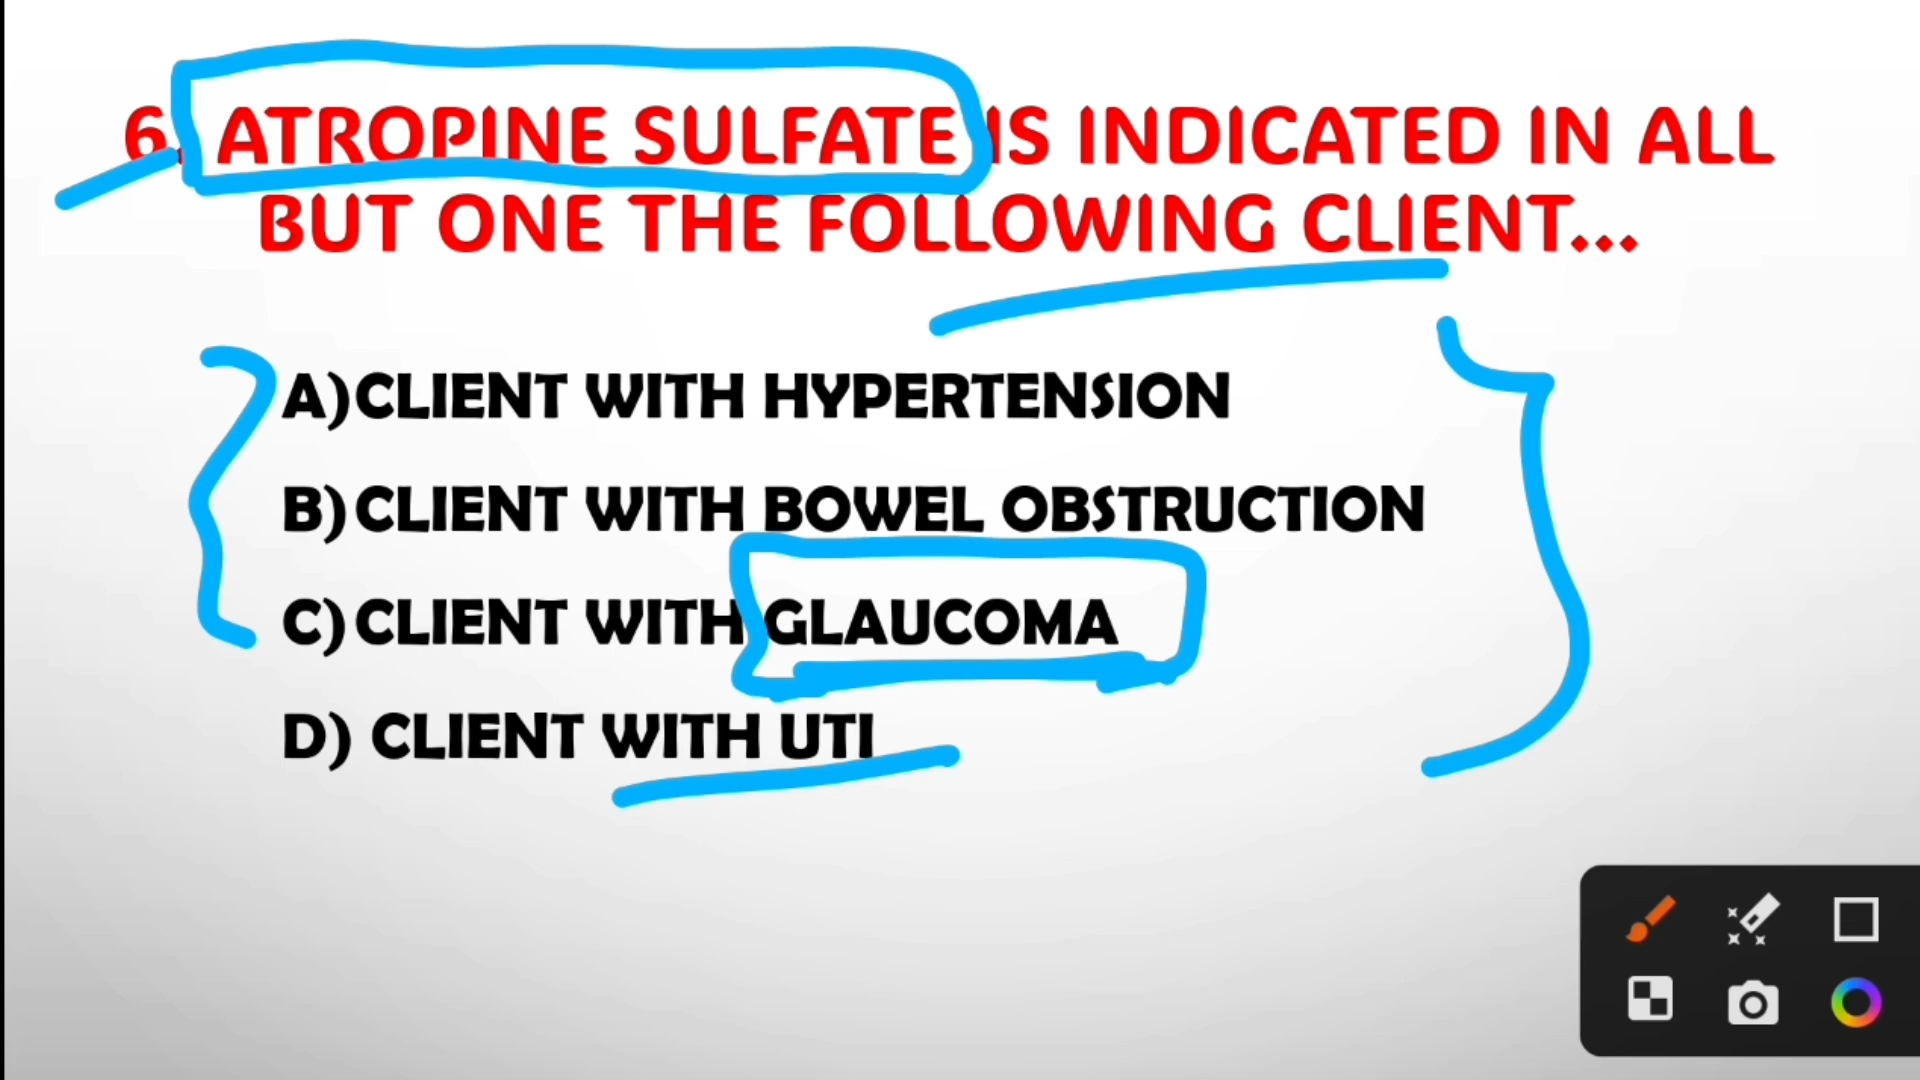 6. ATROPINE SULFATE IS INDICATED IN ALL
BUT ONE THE FOLLOWING CLIENT...
A) CLIENT WITH HYPERTENSION
B) CLIENT WITH BOWEL OBSTRUCTION
C) CLIENT WITH GLAUCOMA
D) CLIENT WITH UTI